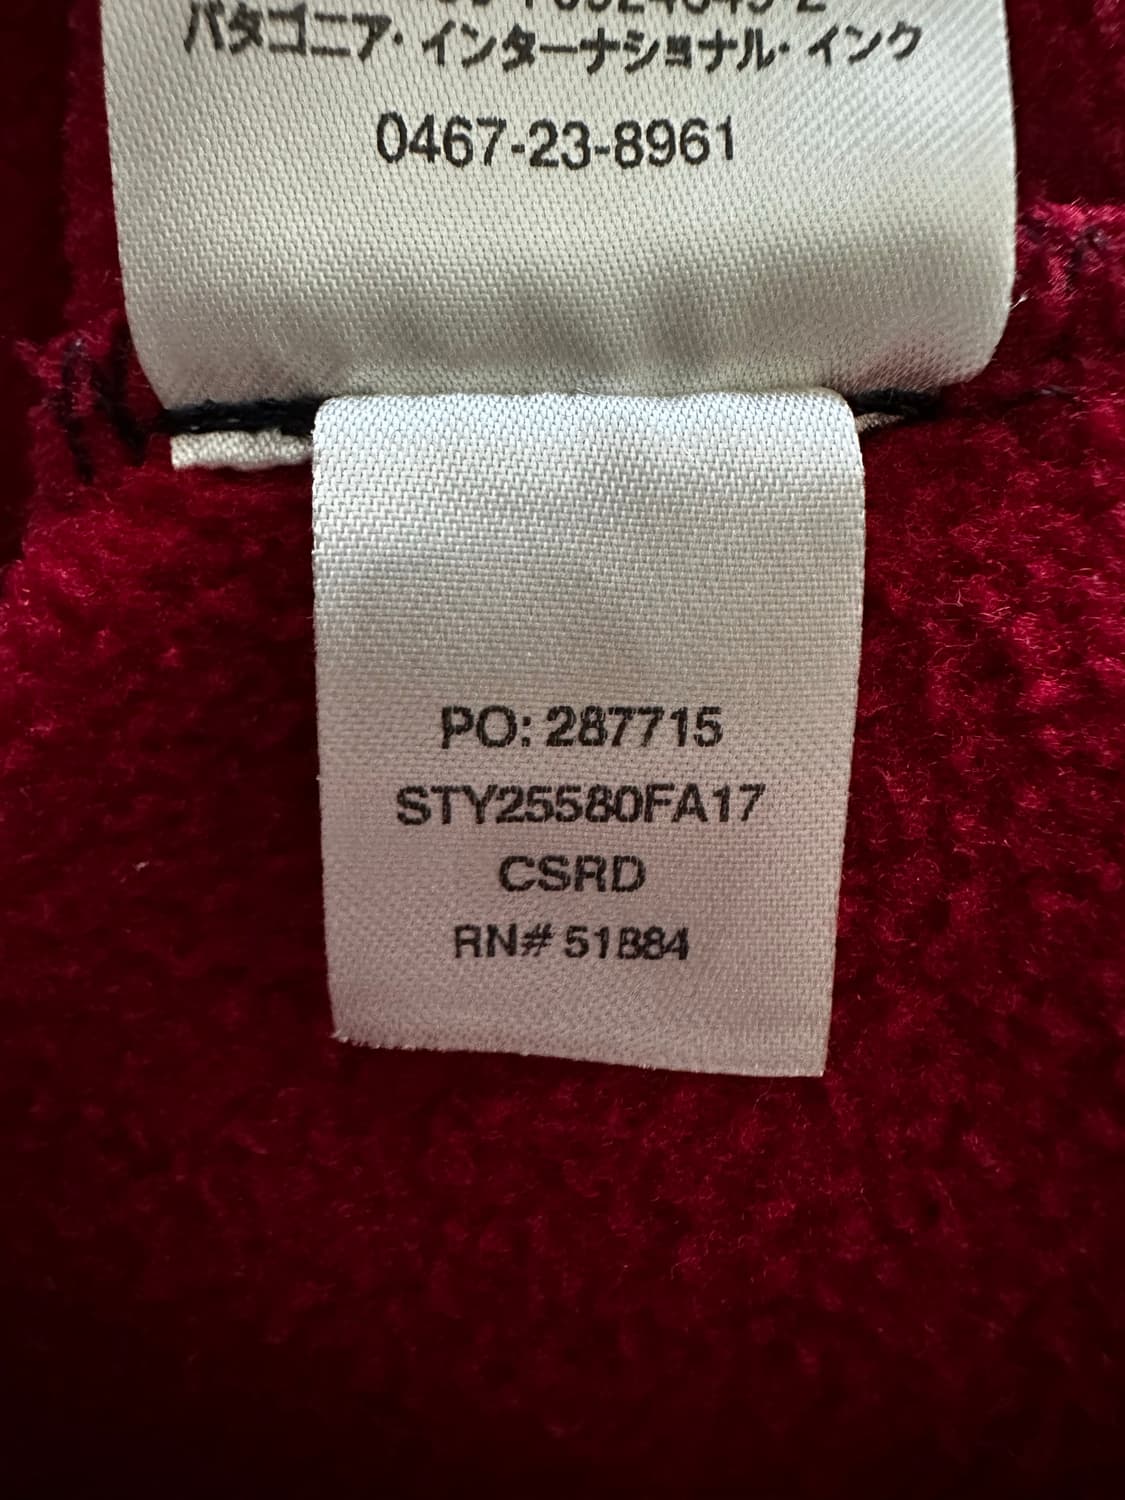 パタゴニア・インターナショナル・インク
0467-23-8961
PO: 287715
STY25580FA17
CSRD
RN# 51884